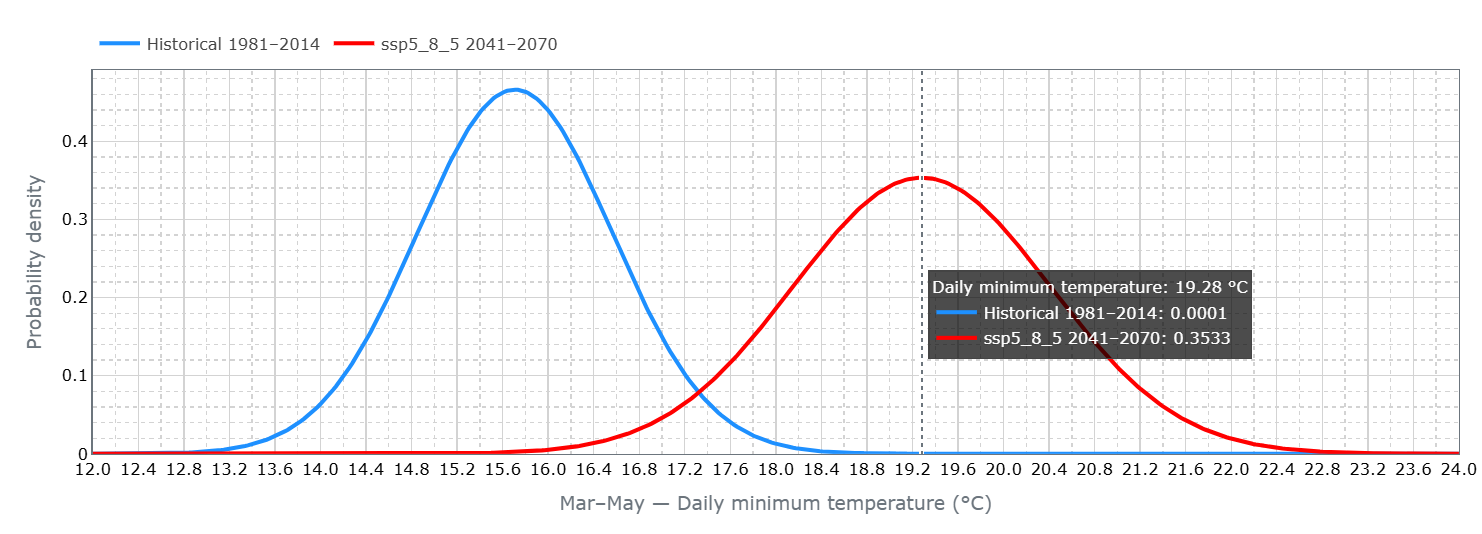 Historical 1981–2014 ssp5_8_5 2041–2070
Probability density
0.4
0.3
0.2
0.1
0
Daily minimum temperature: 19.28 °C
Historical 1981–2014: 0.0001
ssp5_8_5 2041–2070: 0.3533
12.0 12.4 12.8 13.2 13.6 14.0 14.4 14.8 15.2 15.6 16.0 16.4 16.8 17.2 17.6 18.0 18.4 18.8 19.2 19.6 20.0 20.4 20.8 21.2 21.6 22.0 22.4 22.8 23.2 23.6 24.0
Mar–May — Daily minimum temperature (°C)